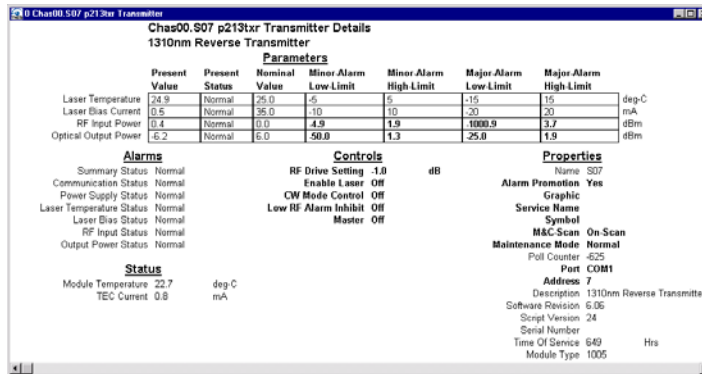 0 Chas00.S07 p213txr Transmitter
Chas00.S07 p213txr Transmitter Details
1310nm Reverse Transmitter
Parameters
Present Value Present Status Nominal Value Minor-Alarm Low-Limit Minor-Alarm High-Limit Major-Alarm Low-Limit Major-Alarm High-Limit
Laser Temperature 24.9 Normal 25.0 -5 5 -15 15 deg-C
Laser Bias Current 0.5 Normal 35.0 -10 10 -20 20 mA
RF Input Power 0.4 Normal 0.0 -4.9 1.9 -1000.9 3.7 dBm
Optical Output Power -6.2 Normal 6.0 -50.0 1.3 -25.0 1.9 dBm
Alarms
Summary Status Normal
Communication Status Normal
Power Supply Status Normal
Laser Temperature Status Normal
Laser Bias Status Normal
RF Input Status Normal
Output Power Status Normal
Status
Module Temperature 22.7 deg-C
TEC Current 0.8 mA
Controls
RF Drive Setting -1.0 dB
Enable Laser Off
CW Mode Control Off
Low RF Alarm Inhibit Off
Master Off
Properties
Name S07
Alarm Promotion Yes
Graphic
Service Name
Symbol
M&C-Scan On-Scan
Maintenance Mode Normal
Poll Counter -625
Port COM1
Address 7
Description 1310nm Reverse Transmitte
Software Revision 6.06
Script Version 24
Serial Number
Time Of Service 649 Hrs
Module Type 1005